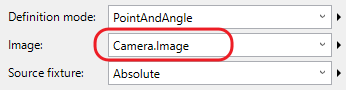 Definition mode: PointAndAngle
Image: Camera.Image
Source fixture: Absolute